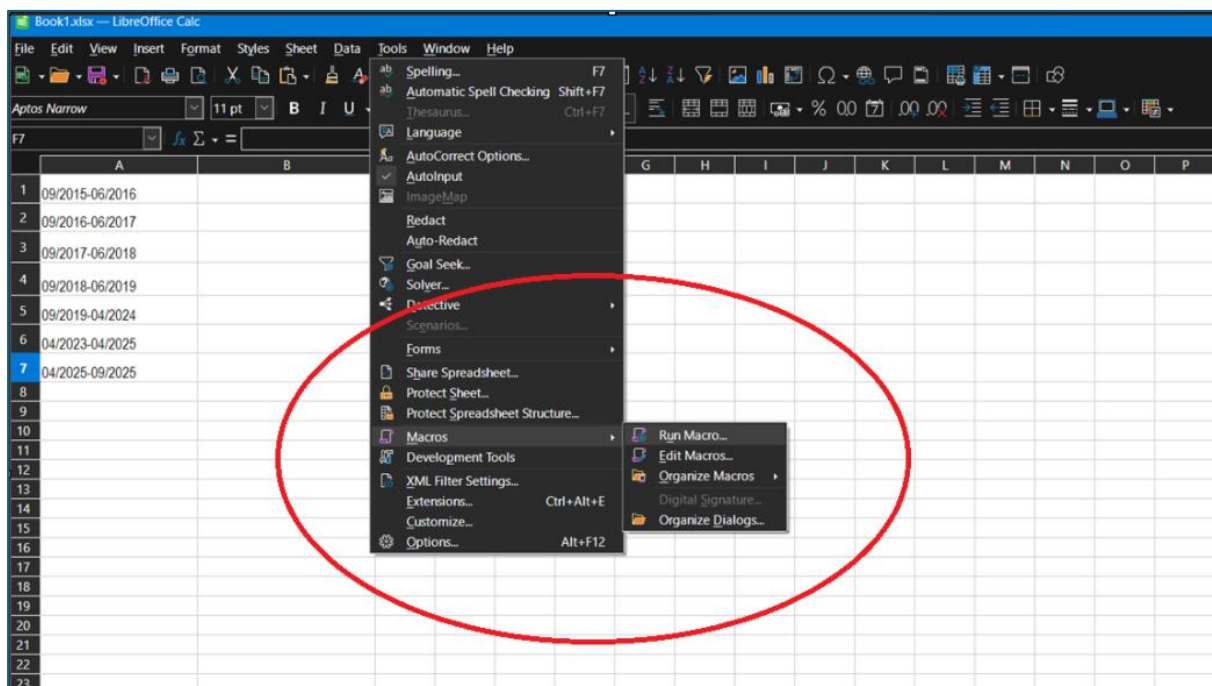 Book1.xlsx — LibreOffice Calc
File Edit View Insert Format Styles Sheet Data Tools Window Help
Aptos Narrow 11 pt B I U
F7
A B G H I J K L M N O P
1 09/2015-06/2016
2 09/2016-06/2017
3 09/2017-06/2018
4 09/2018-06/2019
5 09/2019-04/2024
6 04/2023-04/2025
7 04/2025-09/2025
8
9
10
11
12
13
14
15
16
17
18
19
20
21
22
23
Spelling... F7
Automatic Spell Checking Shift+F7
Thesaurus... Ctrl+F7
Language
AutoCorrect Options...
AutoInput
ImageMap
Redact
Auto-Redact
Goal Seek...
Solver...
Detective
Scenarios...
Forms
Share Spreadsheet...
Protect Sheet...
Protect Spreadsheet Structure...
Macros
Development Tools
XML Filter Settings...
Extensions... Ctrl+Alt+E
Customize...
Options... Alt+F12
Run Macro...
Edit Macros...
Organize Macros
Digital Signature...
Organize Dialogs...